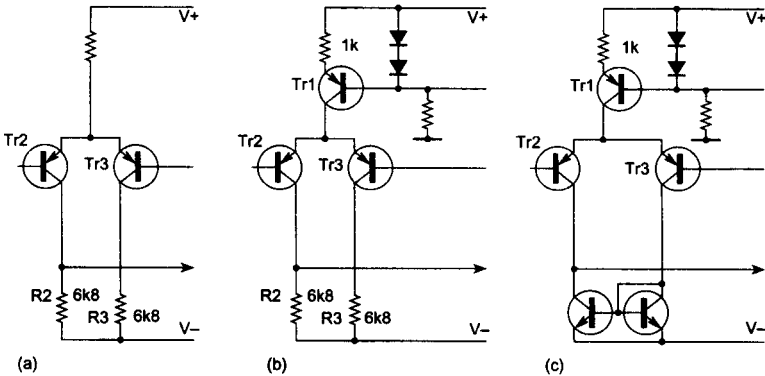 V+
Tr2
Tr3
R2
6k8
R3
6k8
V–
(a)
V+
1k
Tr1
Tr2
Tr3
R2
6k8
R3
6k8
V–
(b)
V+
1k
Tr1
Tr2
Tr3
V–
(c)